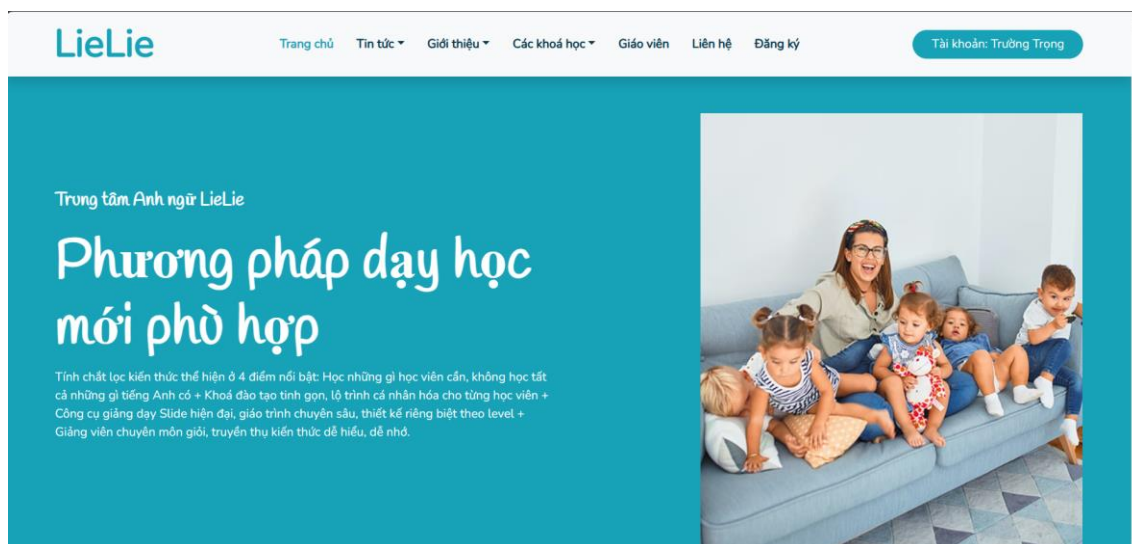 LieLie
Trang chủ Tin tức Giới thiệu Các khoá học Giáo viên Liên hệ Đăng ký
Tài khoản: Trường Trọng
Trung tâm Anh ngữ LieLie
Phương pháp dạy học
mới phù hợp
Tính chắt lọc kiến thức thể hiện ở 4 điểm nổi bật: Học những gì học viên cần, không học tất
cả những gì tiếng Anh có + Khoá đào tạo tinh gọn, lộ trình cá nhân hóa cho từng học viên +
Công cụ giảng dạy Slide hiện đại, giáo trình chuyên sâu, thiết kế riêng biệt theo level +
Giảng viên chuyên môn giỏi, truyền thụ kiến thức dễ hiểu, dễ nhớ.